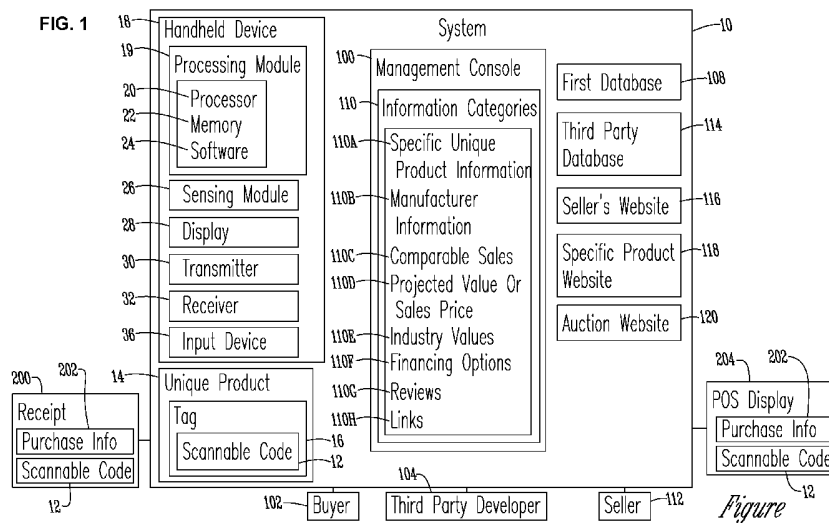 FIG. 1
System
10
18
Handheld Device
19
Processing Module
20
Processor
22
Memory
24
Software
26
Sensing Module
28
Display
30
Transmitter
32
Receiver
36
Input Device
14
Unique Product
Tag
16
Scannable Code
12
100
Management Console
110
Information Categories
110A
Specific Unique
Product Information
110B
Manufacturer
Information
110C
Comparable Sales
110D
Projected Value Or
Sales Price
110E
Industry Values
110F
Financing Options
110G
Reviews
110H
Links
First Database
108
Third Party
Database
114
Seller's Website
116
Specific Product
Website
118
Auction Website
120
200
202
Receipt
Purchase Info
Scannable Code
12
204
202
POS Display
Purchase Info
Scannable Code
12
102
Buyer
104
Third Party Developer
Seller
112
Figure